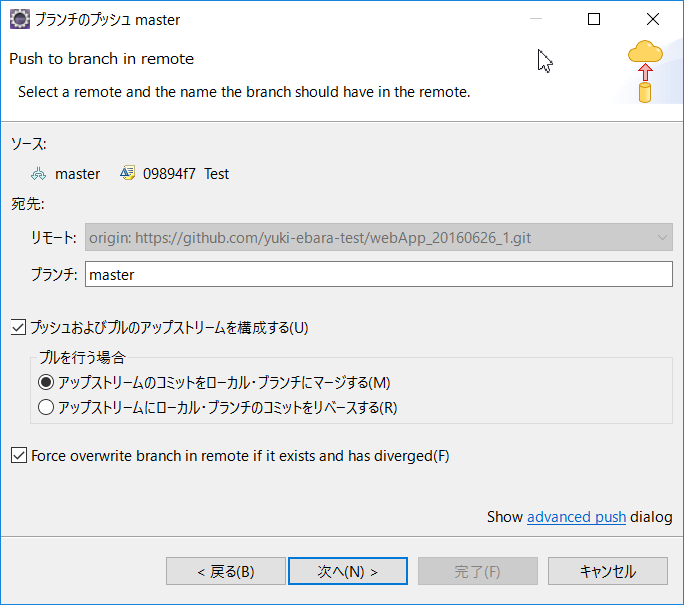 ブランチのプッシュ master
Push to branch in remote
Select a remote and the name the branch should have in the remote.
ソース:
master 09894f7 Test
宛先:
リモート: origin: https://github.com/yuki-ebara-test/webApp_20160626_1.git
ブランチ: master
プッシュおよびプルのアップストリームを構成する(U)
プルを行う場合
アップストリームのコミットをローカル・ブランチにマージする(M)
アップストリームにローカル・ブランチのコミットをリベースする(R)
Force overwrite branch in remote if it exists and has diverged(F)
Show advanced push dialog
< 戻る(B) 次へ(N) > 完了(F) キャンセル